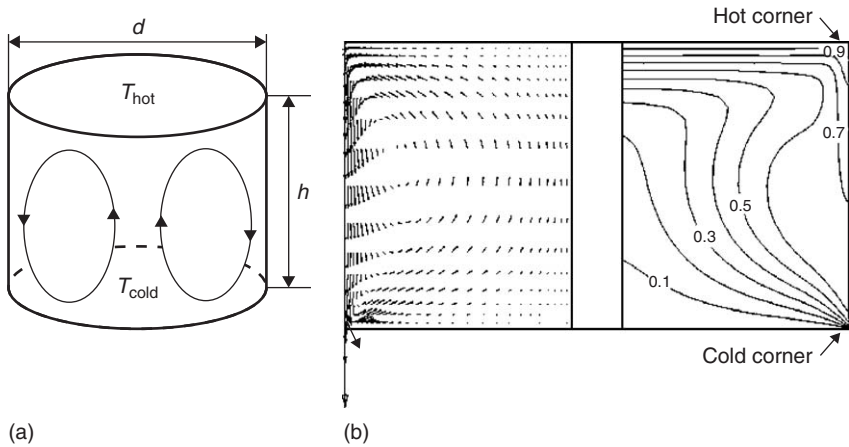 d
T_hot
h
T_cold
(a)
Hot corner
0.9
0.7
0.5
0.3
0.1
Cold corner
(b)